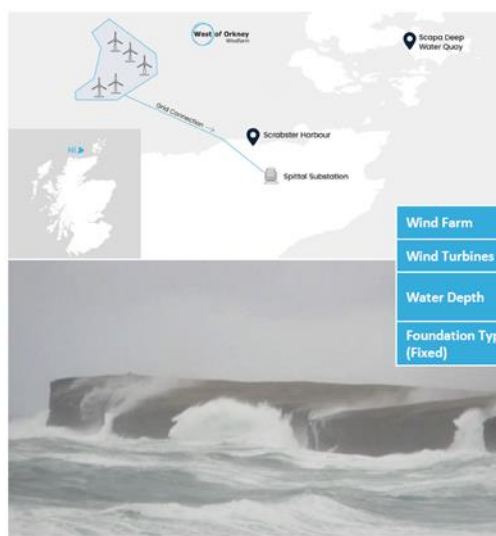 West of Orkney
Windfarm
Scapa Deep
Water Quay
Grid Connection
Scrabster Harbour
Spittal Substation
N1
Wind Farm
Wind Turbines
Water Depth
Foundation Typ
(Fixed)